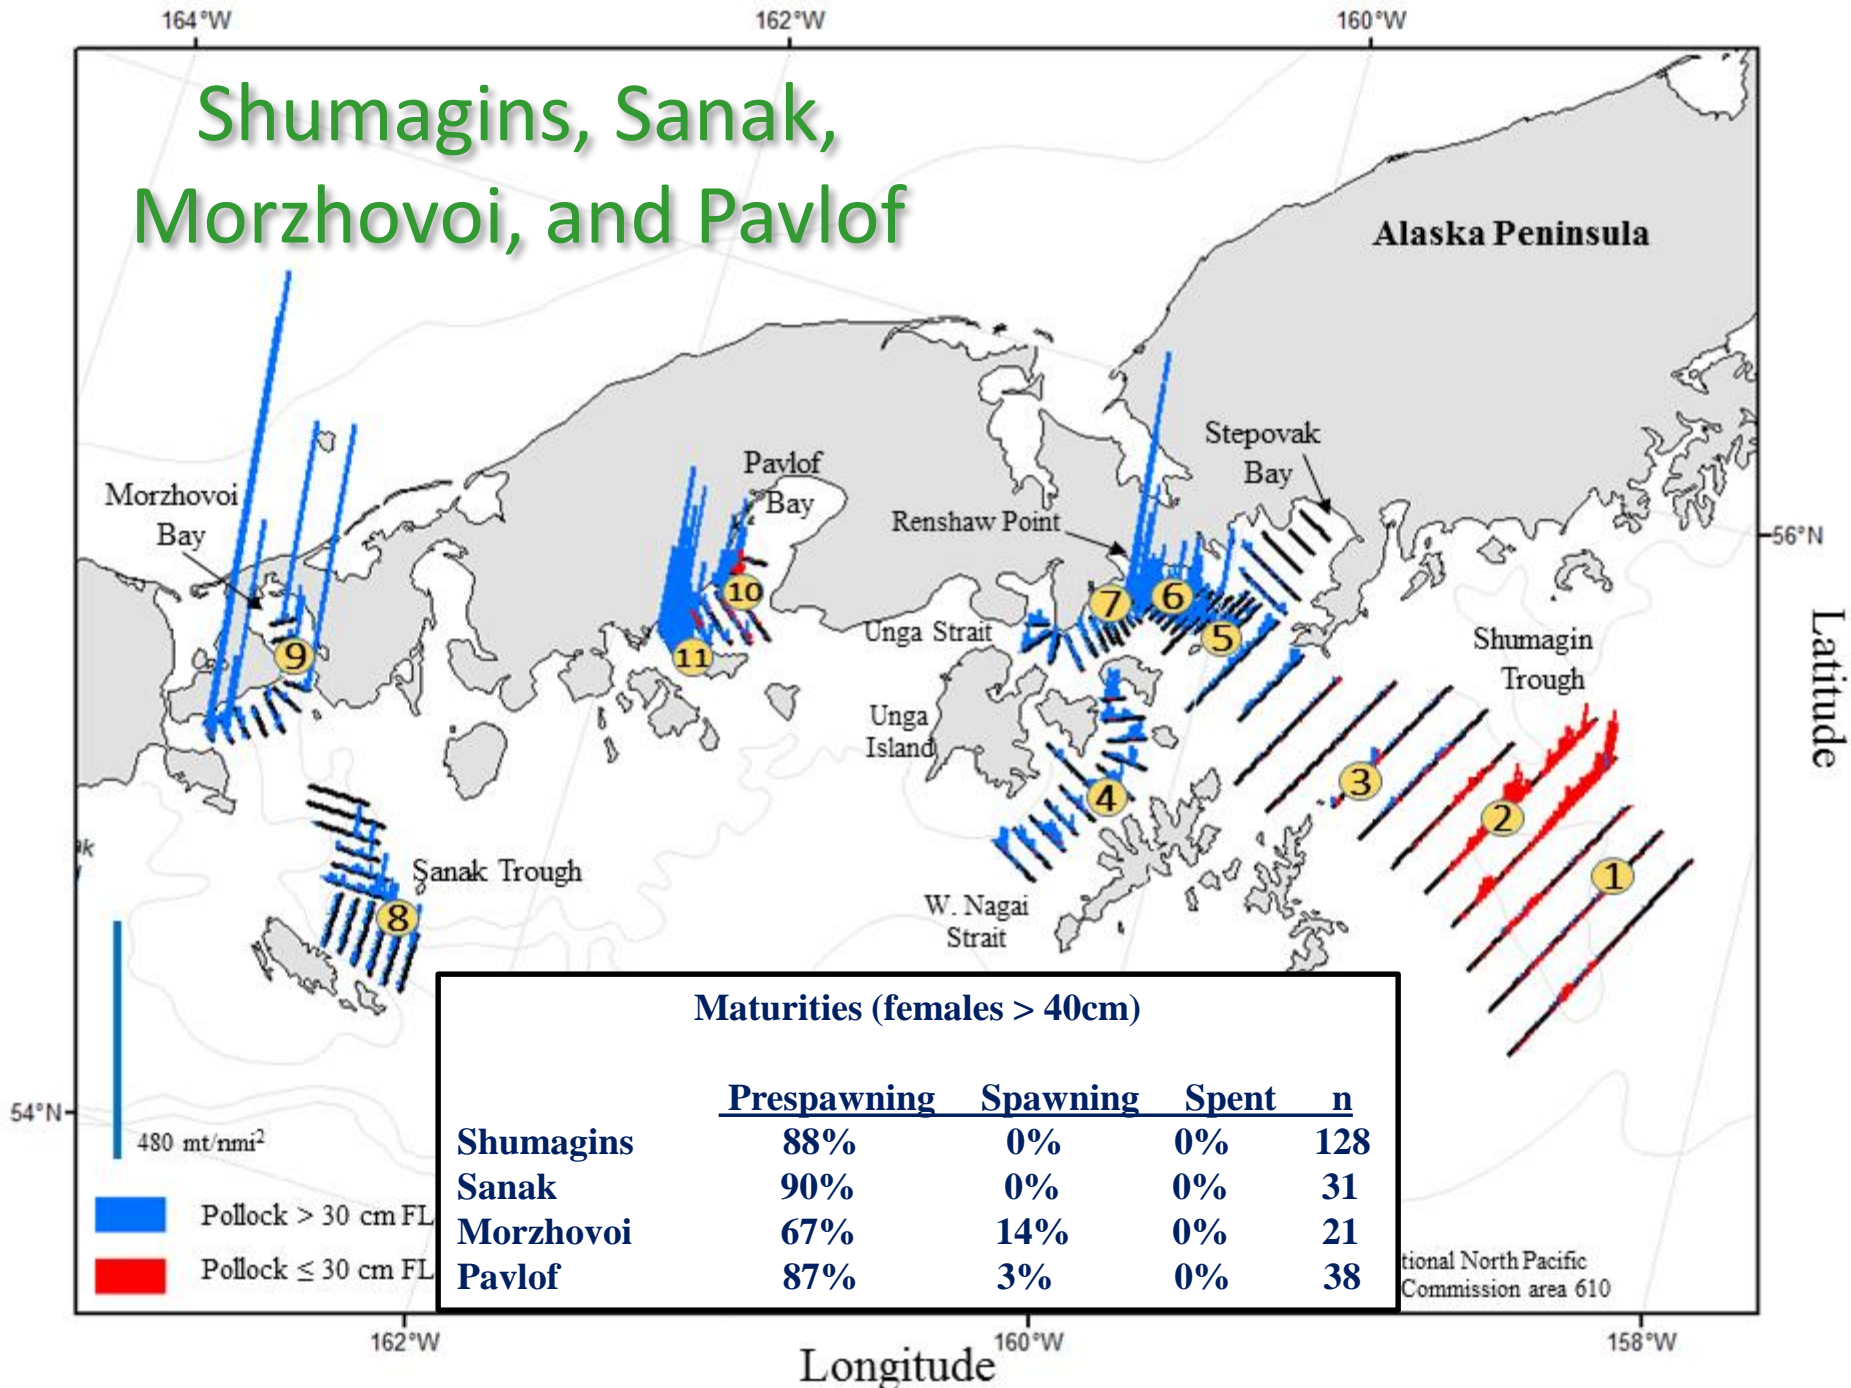 164°W 162°W 160°W
Shumagins, Sanak,
Morzhovoi, and Pavlof
Alaska Peninsula
Stepovak
Bay
Pavlof
Bay
Morzhovoi
Bay
Renshaw Point
56°N
Latitude
Unga Strait
Shumagin
Trough
Unga
Island
W. Nagai
Strait
Sanak Trough
7 6 5
10
11
9
4
3
2
1
8
480 mt/nmi²
54°N
Pollock > 30 cm FL
Pollock ≤ 30 cm FL
Maturities (females > 40cm)
Prespawning Spawning Spent n
Shumagins 88% 0% 0% 128
Sanak 90% 0% 0% 31
Morzhovoi 67% 14% 0% 21
Pavlof 87% 3% 0% 38
tional North Pacific
Commission area 610
162°W 160°W 158°W
Longitude